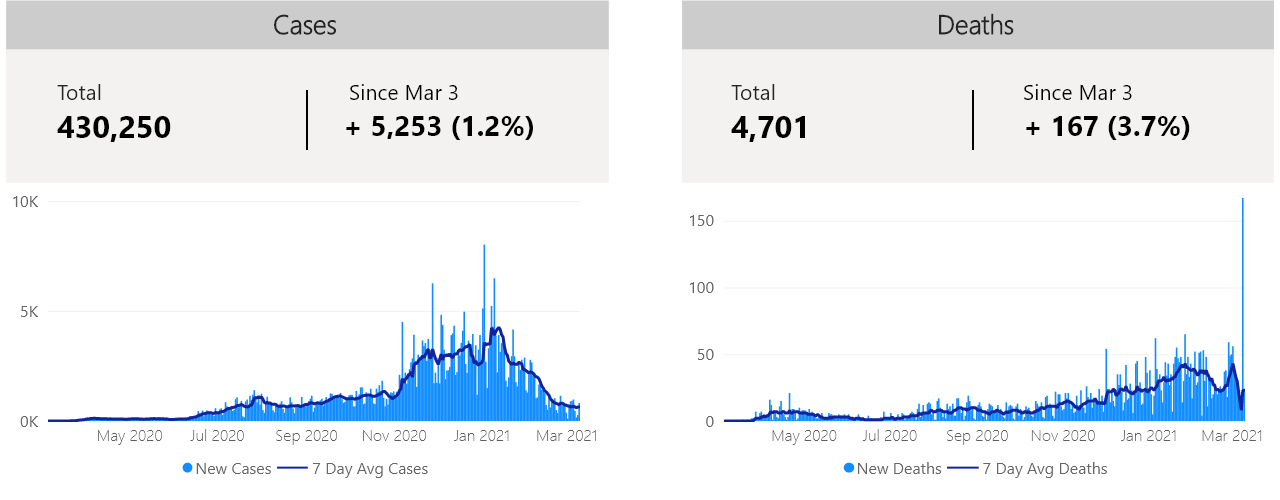 Cases
Total
430,250
Since Mar 3
+ 5,253 (1.2%)
10K
5K
0K
May 2020 Jul 2020 Sep 2020 Nov 2020 Jan 2021 Mar 2021
New Cases 7 Day Avg Cases
Deaths
Total
4,701
Since Mar 3
+ 167 (3.7%)
150
100
50
0
May 2020 Jul 2020 Sep 2020 Nov 2020 Jan 2021 Mar 2021
New Deaths 7 Day Avg Deaths